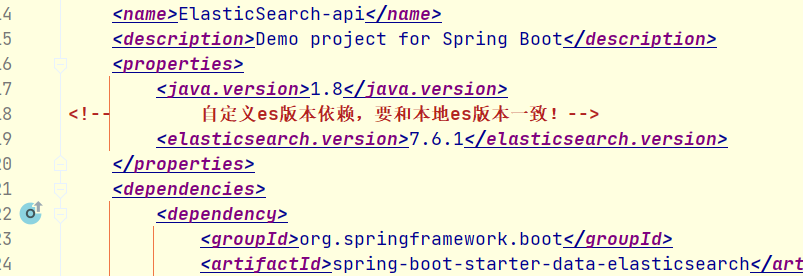 14 <name>ElasticSearch-api</name>
15 <description>Demo project for Spring Boot</description>
16 <properties>
17 <java.version>1.8</java.version>
18 <!-- 自定义es版本依赖，要和本地es版本一致！-->
19 <elasticsearch.version>7.6.1</elasticsearch.version>
20 </properties>
21 <dependencies>
22 <dependency>
23 <groupId>org.springframework.boot</groupId>
24 <artifactId>spring-boot-starter-data-elasticsearch</art